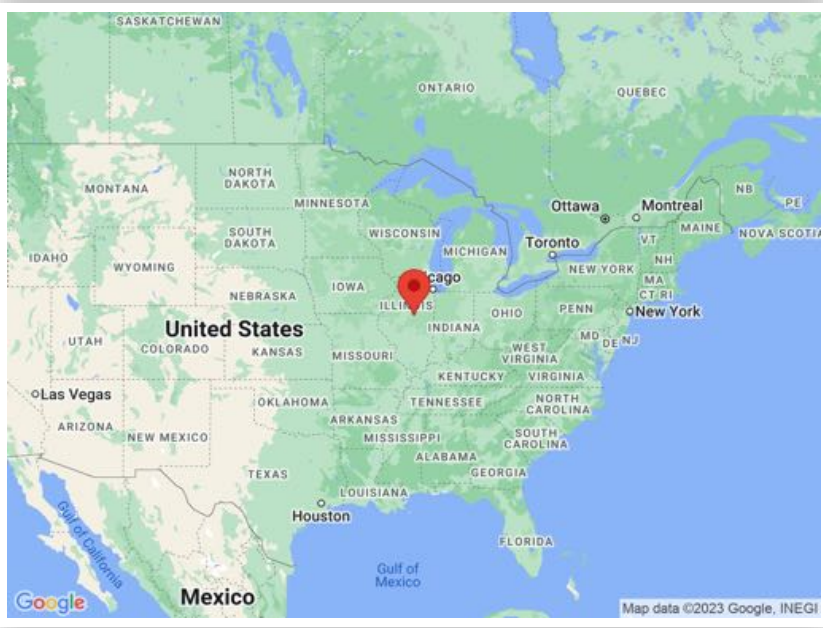 SASKATCHEWAN
ONTARIO
QUEBEC
NORTH
DAKOTA
MONTANA
MINNESOTA
NB
PE
Ottawa
Montreal
MAINE
NOVA SCOTIA
SOUTH
DAKOTA
WISCONSIN
MICHIGAN
Toronto
VT
NH
IDAHO
WYOMING
NEW YORK
MA
CT RI
IOWA
cago
NEBRASKA
ILLINOIS
OHIO
PENN
New York
INDIANA
United States
UTAH
COLORADO
KANSAS
MISSOURI
WEST
VIRGINIA
MD
DE
NJ
KENTUCKY
VIRGINIA
Las Vegas
OKLAHOMA
TENNESSEE
NORTH
CAROLINA
ARIZONA
NEW MEXICO
ARKANSAS
MISSISSIPPI
SOUTH
CAROLINA
ALABAMA
GEORGIA
TEXAS
LOUISIANA
Houston
Gulf of California
FLORIDA
Gulf of
Mexico
Mexico
Google
Map data ©2023 Google, INEGI